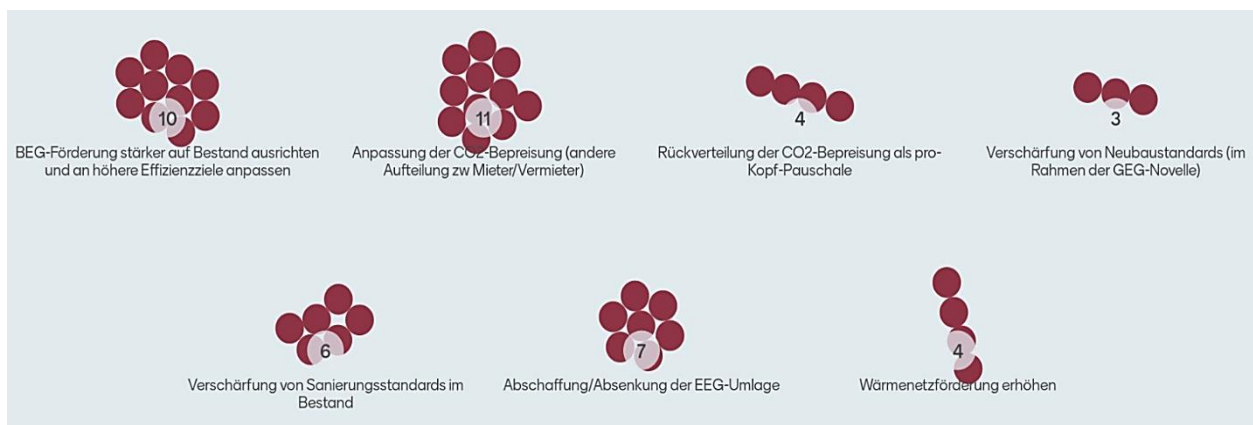 10
11
4
3
BEG-Förderung stärker auf Bestand ausrichten
und an höhere Effizienzziele anpassen
Anpassung der CO2-Bepreisung (andere
Aufteilung zw Mieter/Vermieter)
Rückverteilung der CO2-Bepreisung als pro-
Kopf-Pauschale
Verschärfung von Neubaustandards (im
Rahmen der GEG-Novelle)
6
7
4
Verschärfung von Sanierungsstandards im
Bestand
Abschaffung/Absenkung der EEG-Umlage
Wärmenetzförderung erhöhen